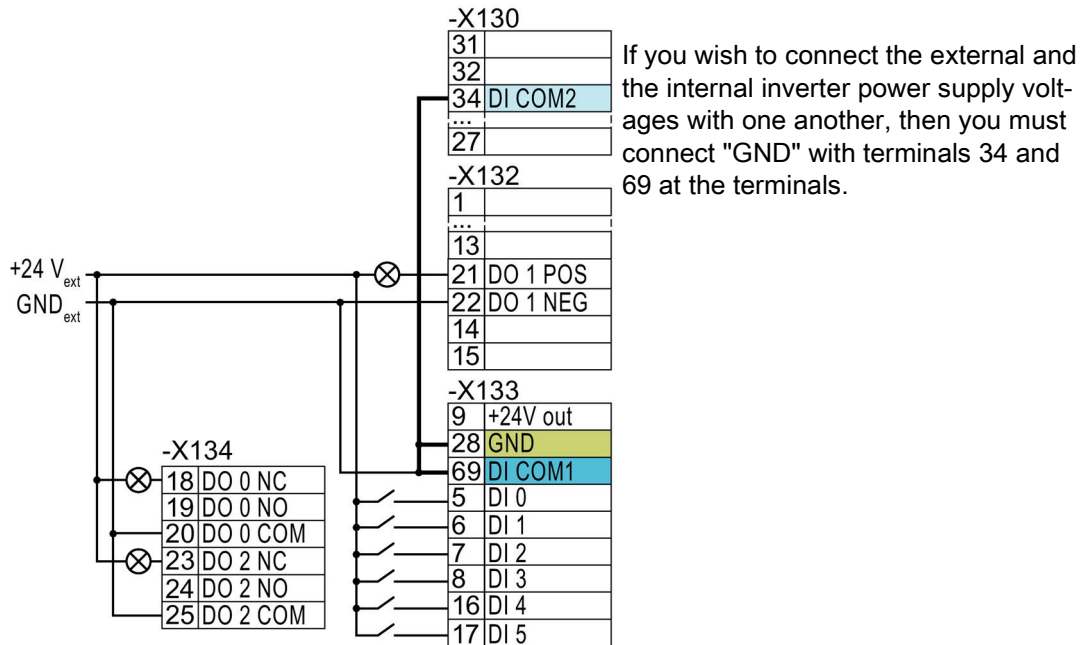 -X130
31
32
34 DI COM2
...
27
If you wish to connect the external and
the internal inverter power supply volt-
ages with one another, then you must
connect "GND" with terminals 34 and
69 at the terminals.
-X132
1
...
13
21 DO 1 POS
22 DO 1 NEG
14
15
+24 Vext
GNDext
-X133
9 +24V out
28 GND
69 DI COM1
5 DI 0
6 DI 1
7 DI 2
8 DI 3
16 DI 4
17 DI 5
-X134
18 DO 0 NC
19 DO 0 NO
20 DO 0 COM
23 DO 2 NC
24 DO 2 NO
25 DO 2 COM